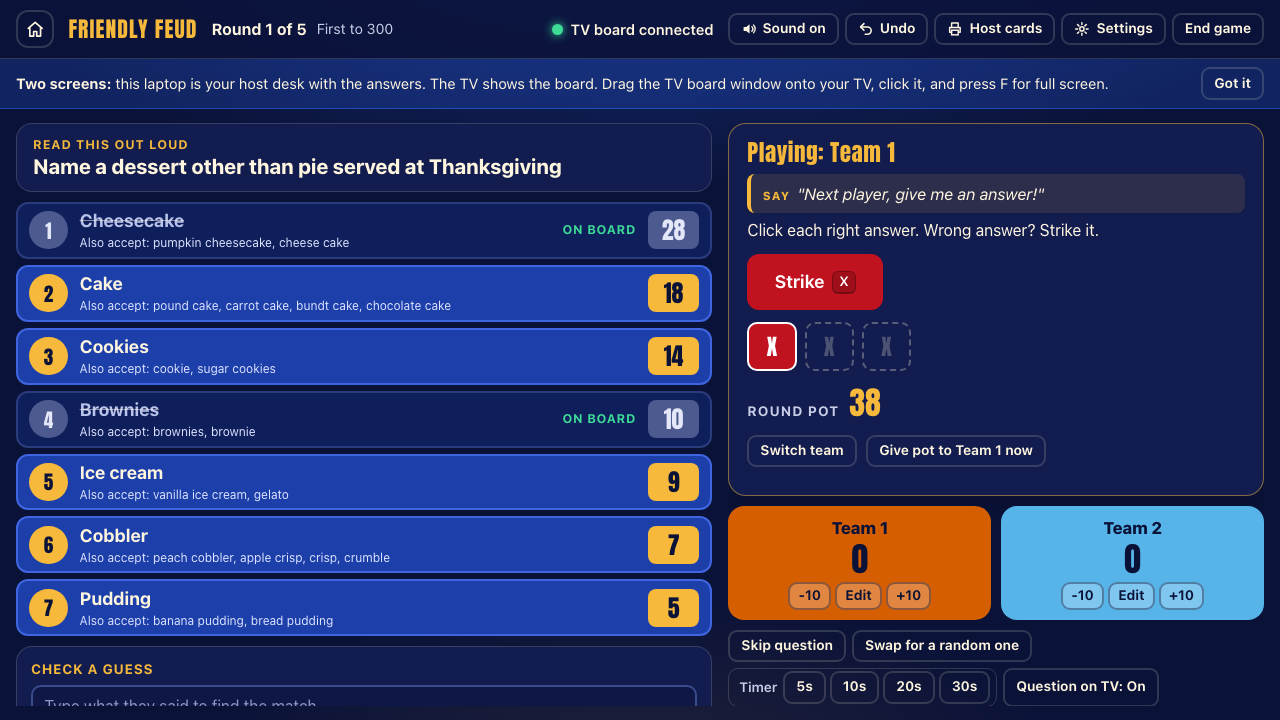 FRIENDLY FEUD Round 1 of 5 First to 300 TV board connected Sound on Undo Host cards Settings End game
Two screens: this laptop is your host desk with the answers. The TV shows the board. Drag the TV board window onto your TV, click it, and press F for full screen. Got it
READ THIS OUT LOUD
Name a dessert other than pie served at Thanksgiving
1 Cheesecake ON BOARD 28
Also accept: pumpkin cheesecake, cheese cake
2 Cake 18
Also accept: pound cake, carrot cake, bundt cake, chocolate cake
3 Cookies 14
Also accept: cookie, sugar cookies
4 Brownies ON BOARD 10
Also accept: brownies, brownie
5 Ice cream 9
Also accept: vanilla ice cream, gelato
6 Cobbler 7
Also accept: peach cobbler, apple crisp, crisp, crumble
7 Pudding 5
Also accept: banana pudding, bread pudding
CHECK A GUESS
Type what they said to find the match
Playing: Team 1
SAY "Next player, give me an answer!"
Click each right answer. Wrong answer? Strike it.
Strike X
X X X
ROUND POT 38
Switch team Give pot to Team 1 now
Team 1
0
-10 Edit +10
Team 2
0
-10 Edit +10
Skip question Swap for a random one
Timer 5s 10s 20s 30s Question on TV: On